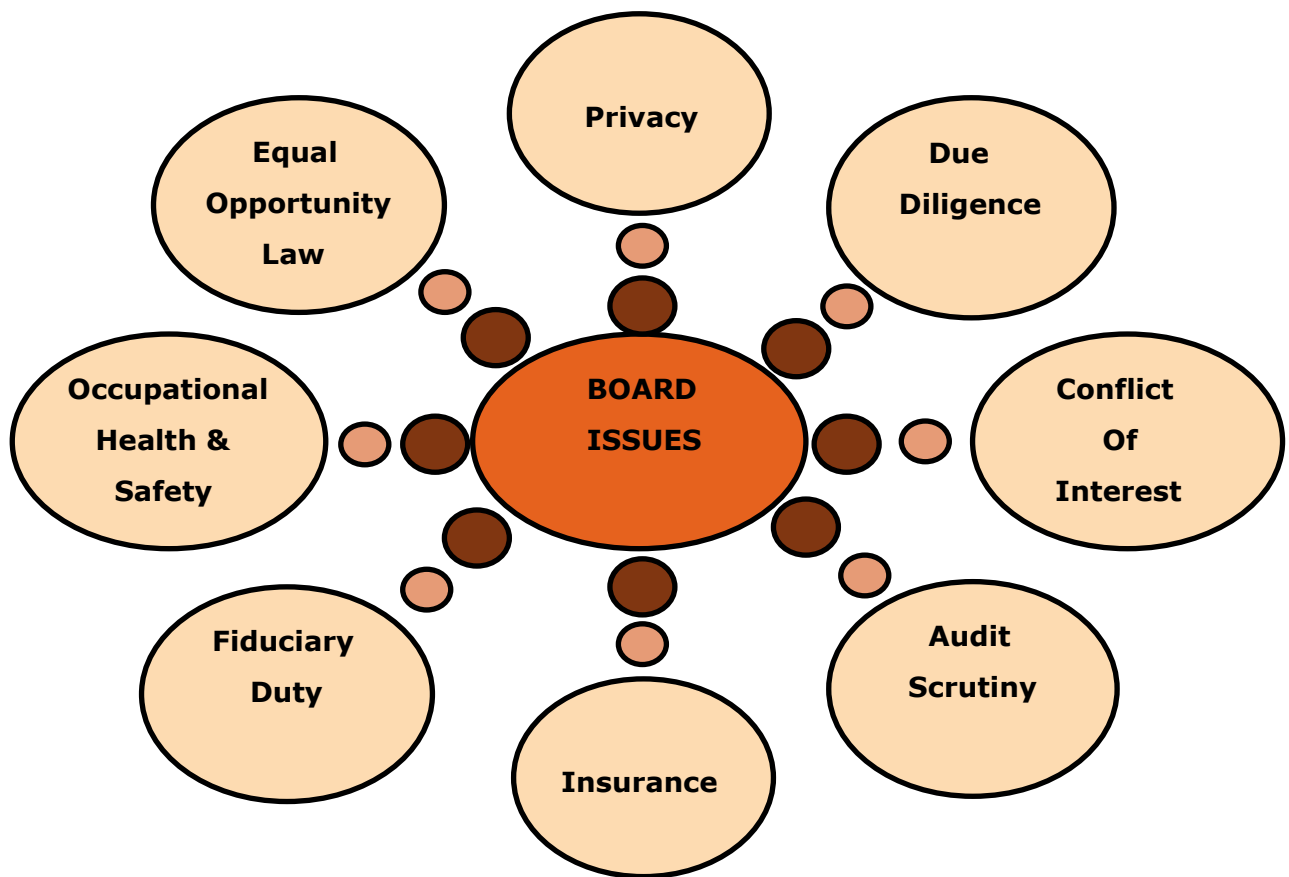 Privacy
Equal
Opportunity
Law
Due
Diligence
Occupational
Health &
Safety
BOARD
ISSUES
Conflict
Of
Interest
Fiduciary
Duty
Audit
Scrutiny
Insurance